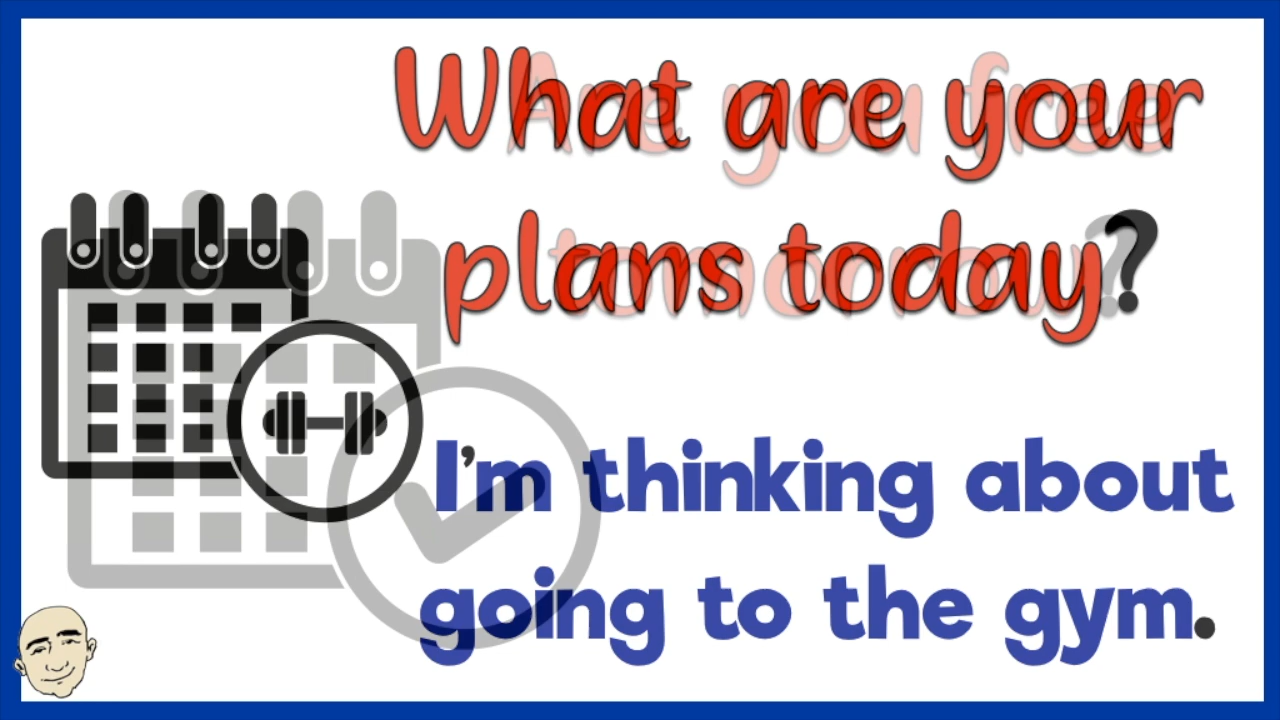 What are your
plans today?
I'm thinking about
going to the gym.